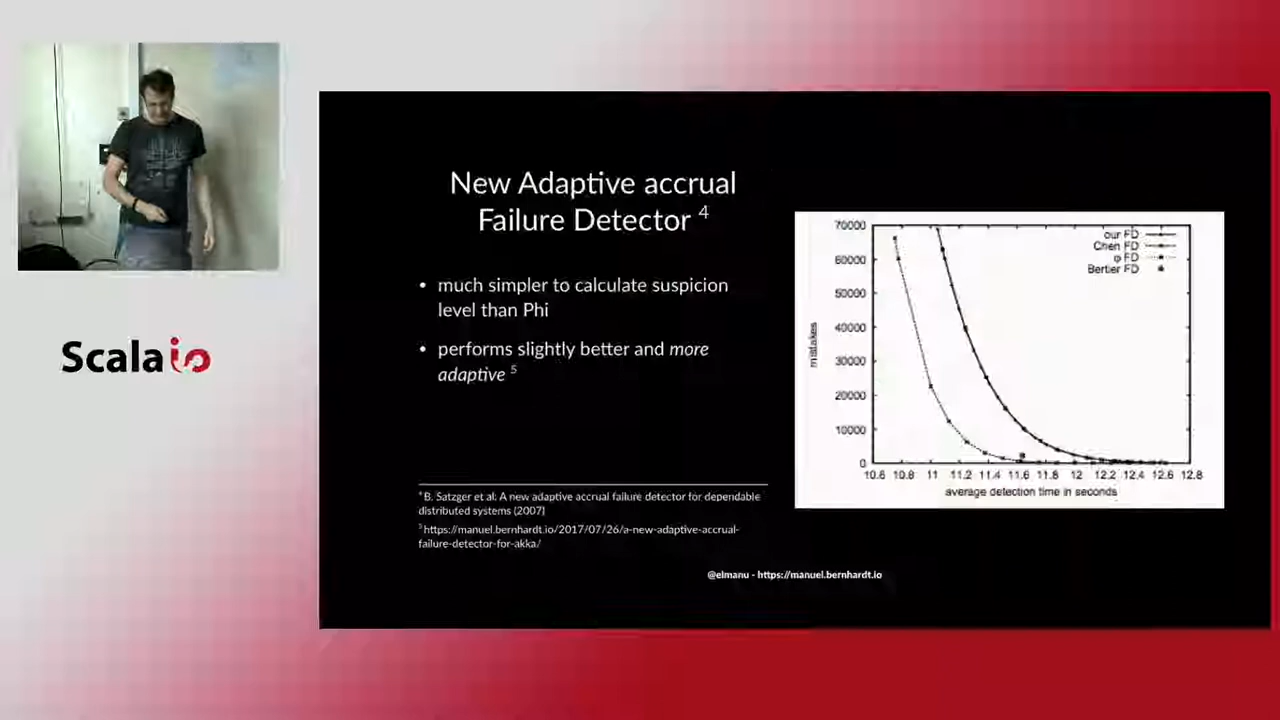 New Adaptive accrual
Failure Detector 4
• much simpler to calculate suspicion
level than Phi
• performs slightly better and more
adaptive 5
4 B. Satzger et al: A new adaptive accrual failure detector for dependable
distributed systems (2007)
5 https://manuel.bernhardt.io/2017/07/26/a-new-adaptive-accrual-
failure-detector-for-akka/
@elmanu - https://manuel.bernhardt.io
Scalaio
our FD
Chen FD
φ FD
Bertier FD
mistakes
70000
60000
50000
40000
30000
20000
10000
0
10.6 10.8 11 11.2 11.4 11.6 11.8 12 12.2 12.4 12.6 12.8
average detection time in seconds